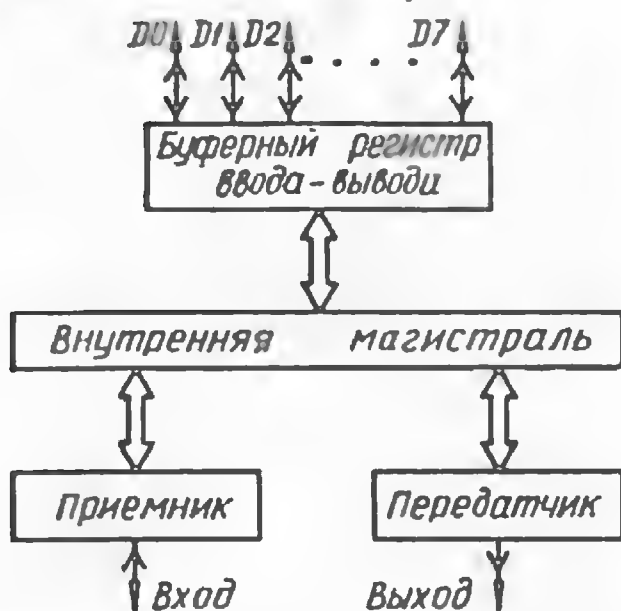 D0 D1 D2 . . . . D7
Буферный регистр
ввода-выводи
Внутренняя магистраль
Приемник Передатчик
Вход Выход